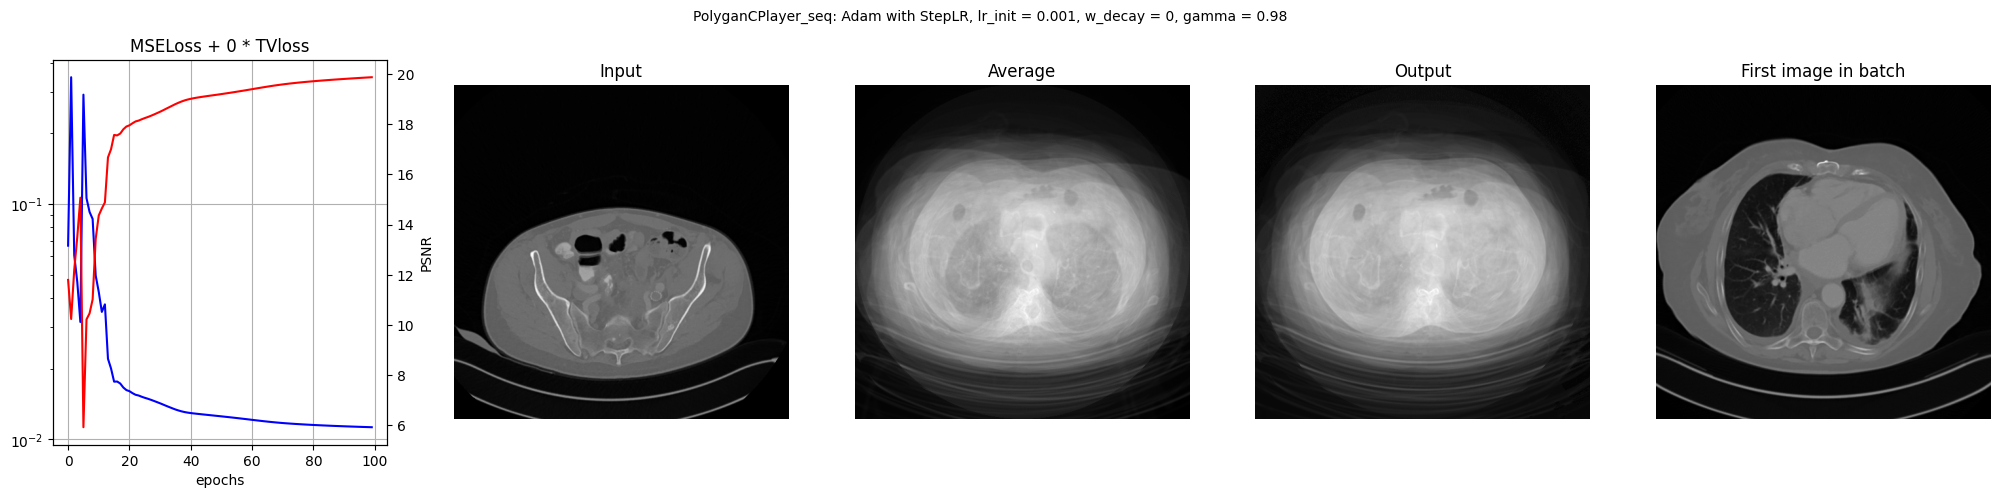 PolyganCPlayer_seq: Adam with StepLR, lr_init = 0.001, w_decay = 0, gamma = 0.98
MSELoss + 0 * TVloss
Input
Average
Output
First image in batch
10⁻¹
10⁻²
20
18
16
14
12
10
8
6
PSNR
0 20 40 60 80 100
epochs